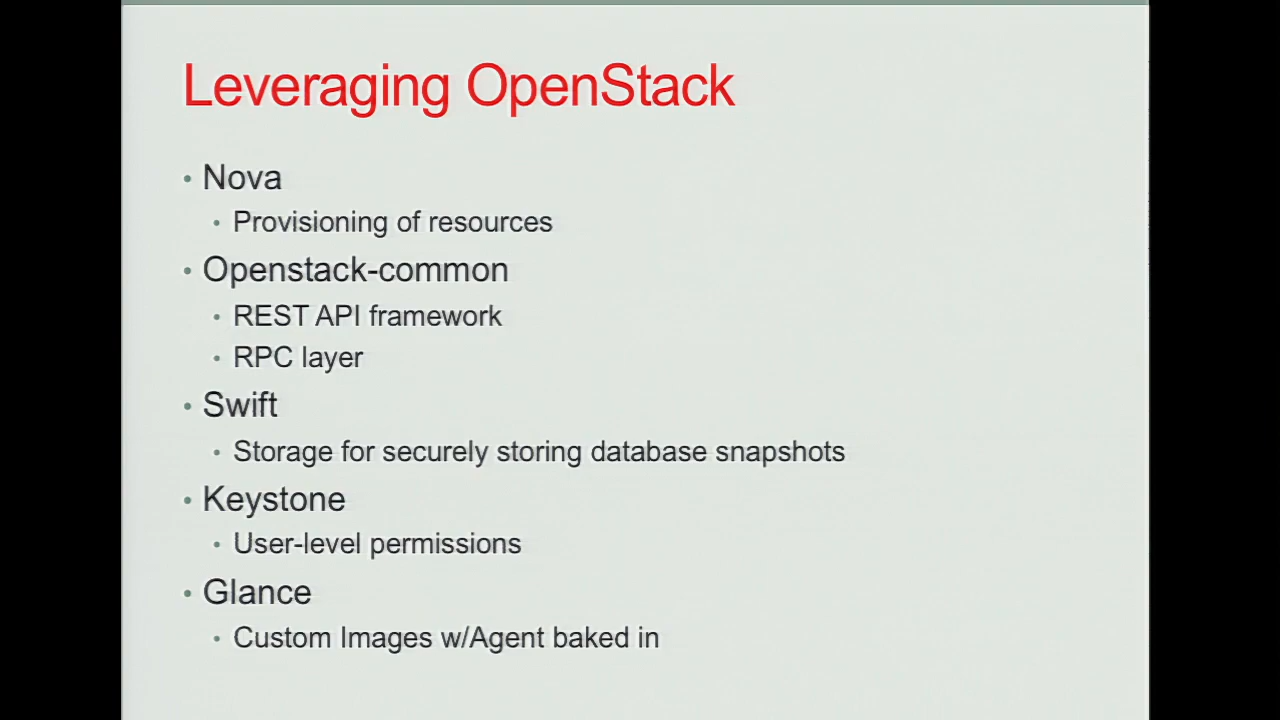 Leveraging OpenStack
• Nova
• Provisioning of resources
• Openstack-common
• REST API framework
• RPC layer
• Swift
• Storage for securely storing database snapshots
• Keystone
• User-level permissions
• Glance
• Custom Images w/Agent baked in